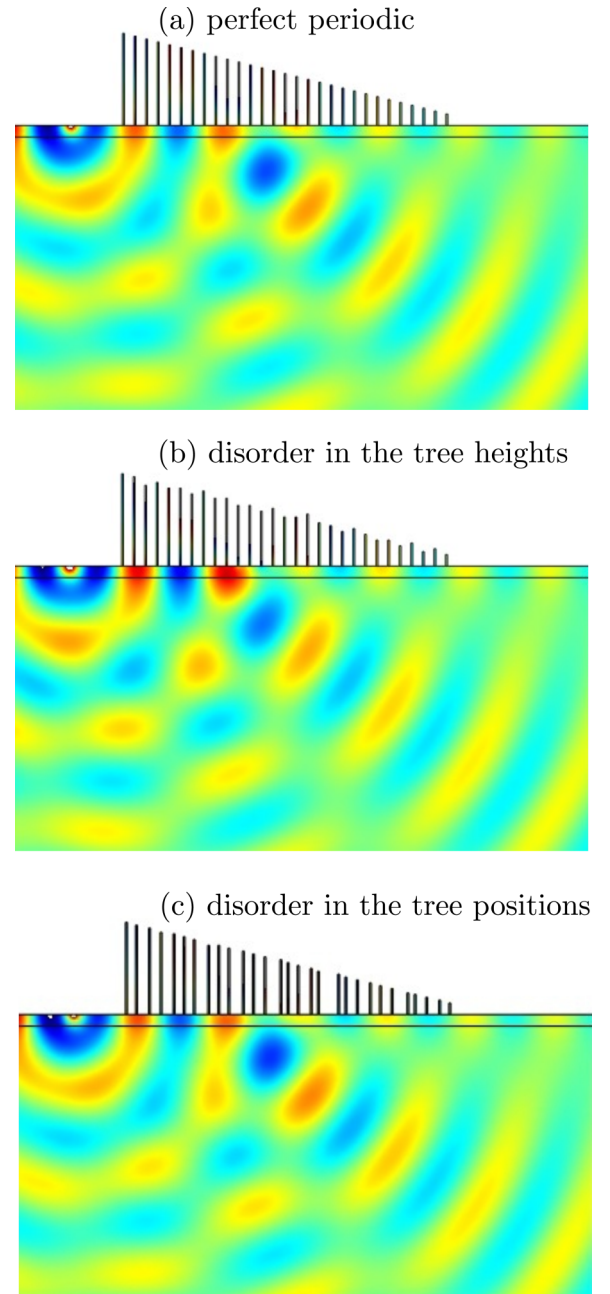 (a) perfect periodic
(b) disorder in the tree heights
(c) disorder in the tree positions